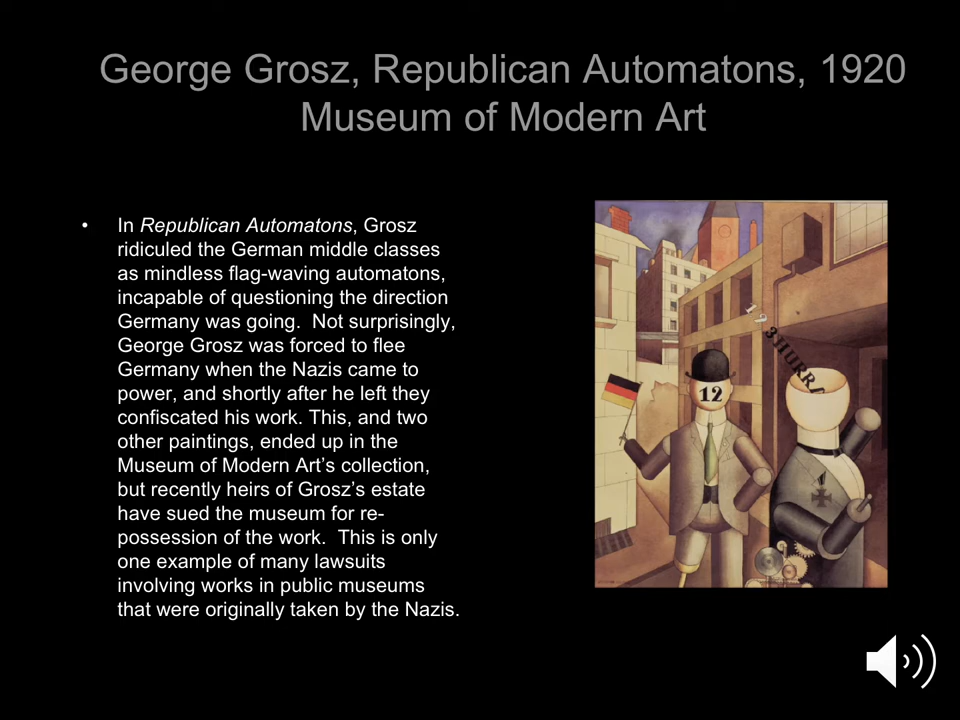 George Grosz, Republican Automatons, 1920
Museum of Modern Art
• In Republican Automatons, Grosz
ridiculed the German middle classes
as mindless flag-waving automatons,
incapable of questioning the direction
Germany was going.  Not surprisingly,
George Grosz was forced to flee
Germany when the Nazis came to
power, and shortly after he left they
confiscated his work. This, and two
other paintings, ended up in the
Museum of Modern Art’s collection,
but recently heirs of Grosz’s estate
have sued the museum for re-
possession of the work.  This is only
one example of many lawsuits
involving works in public museums
that were originally taken by the Nazis.
1 2 3 HURRA
12